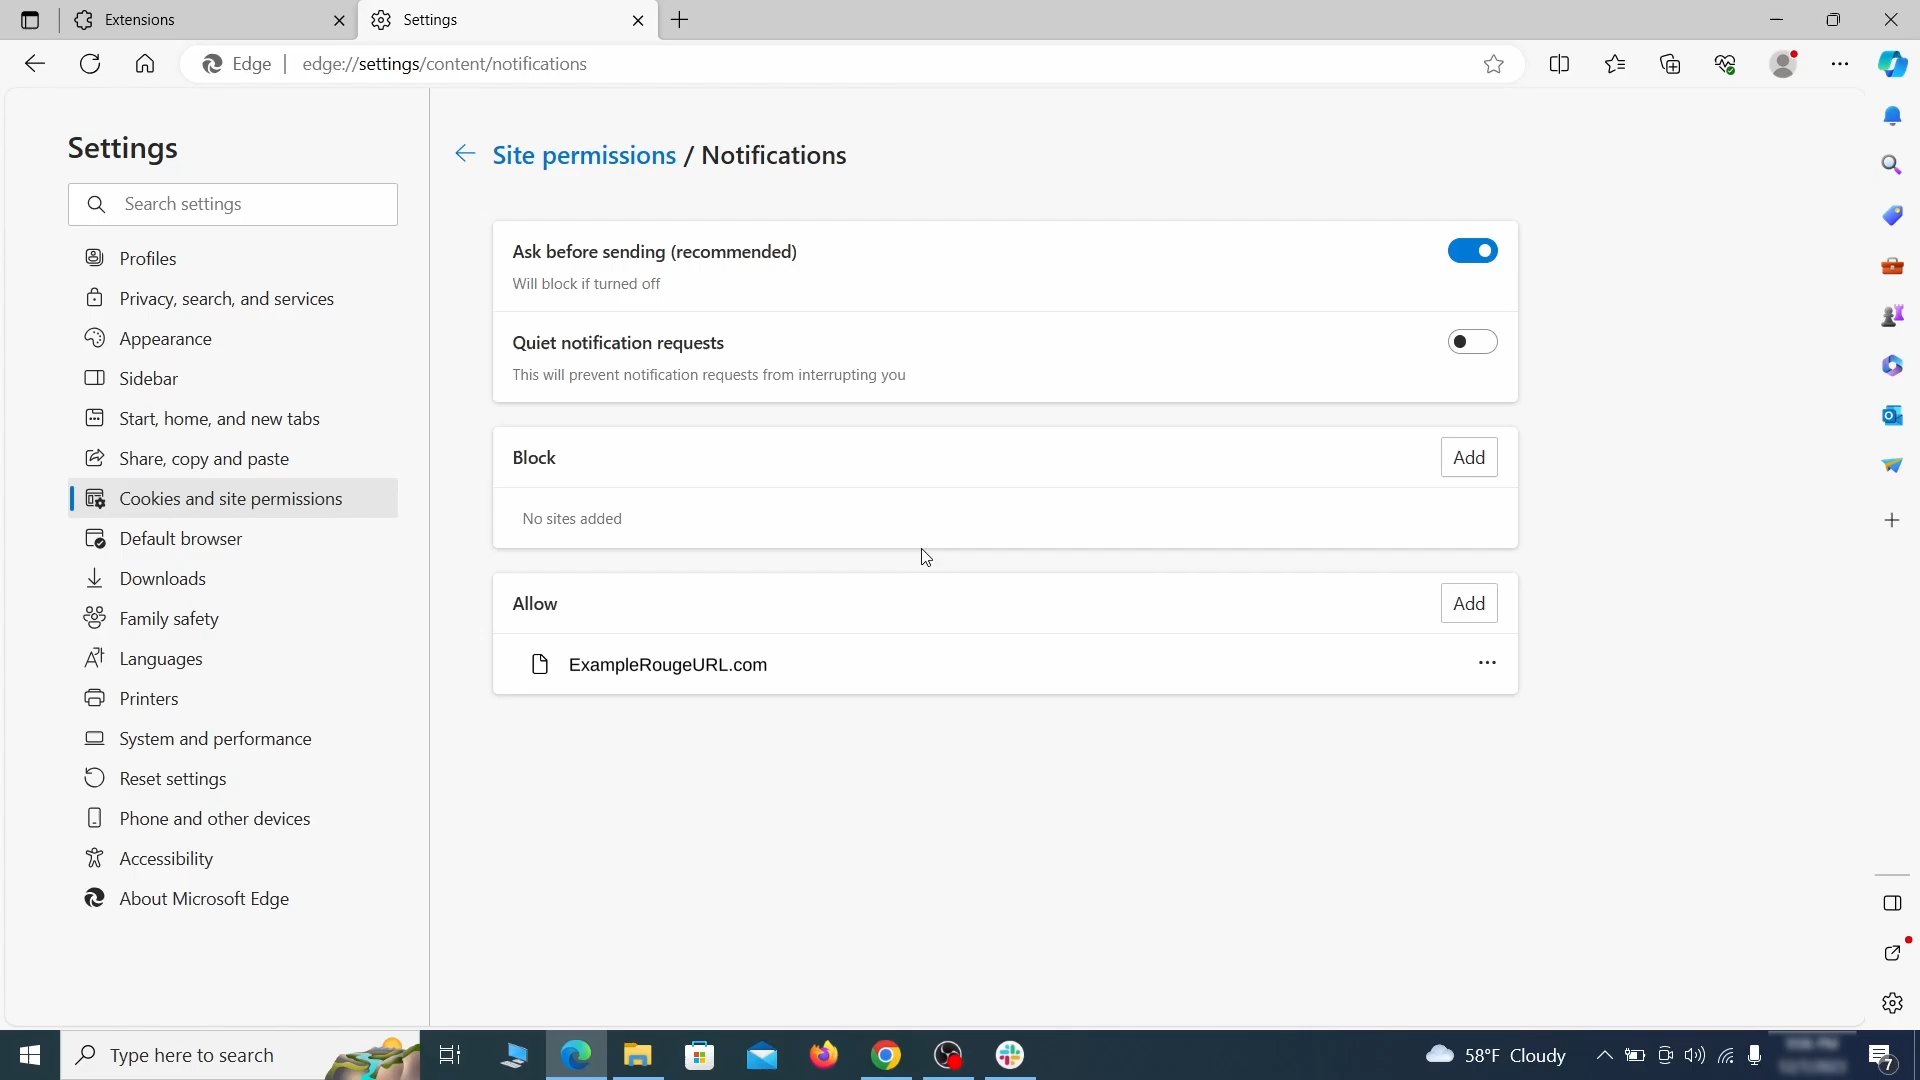 Extensions
Settings
Edge
edge://settings/content/notifications
Settings
Search settings
Profiles
Privacy, search, and services
Appearance
Sidebar
Start, home, and new tabs
Share, copy and paste
Cookies and site permissions
Default browser
Downloads
Family safety
Languages
Printers
System and performance
Reset settings
Phone and other devices
Accessibility
About Microsoft Edge
Site permissions / Notifications
Ask before sending (recommended)
Will block if turned off
Quiet notification requests
This will prevent notification requests from interrupting you
Block
Add
No sites added
Allow
Add
ExampleRougeURL.com
Type here to search
58°F Cloudy
7